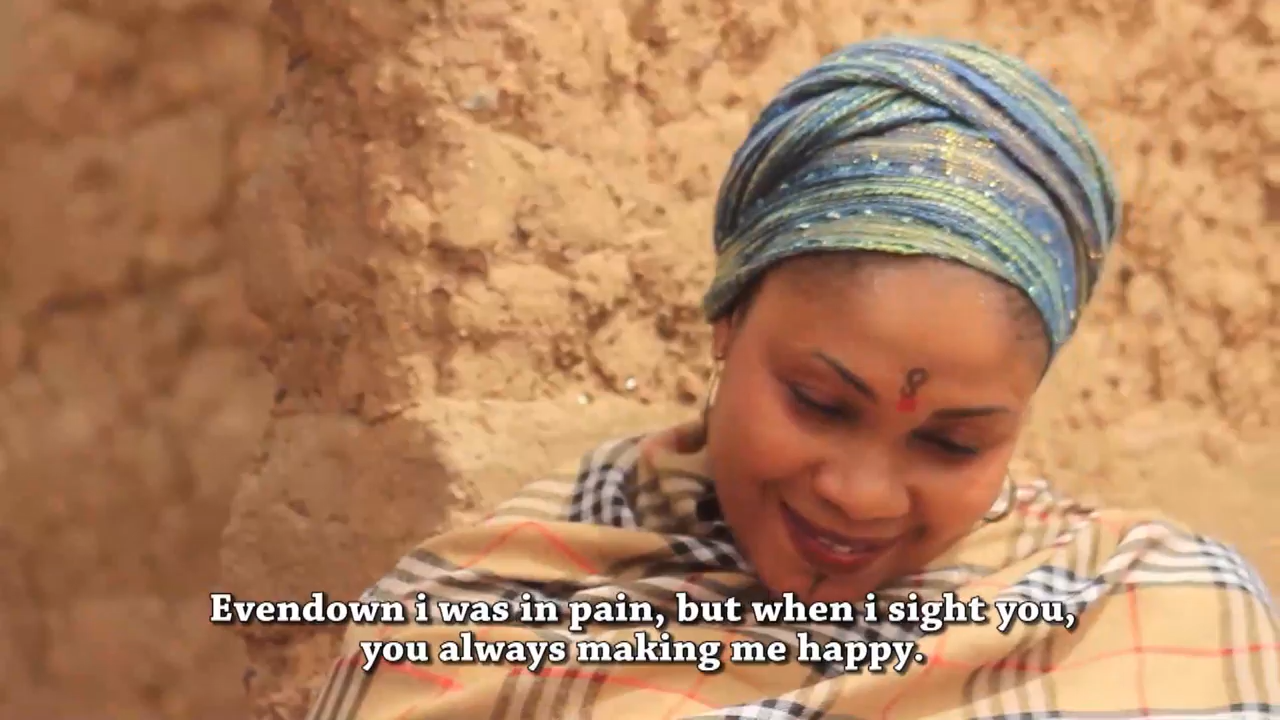 Evendown i was in pain, but when i sight you,
you always making me happy.